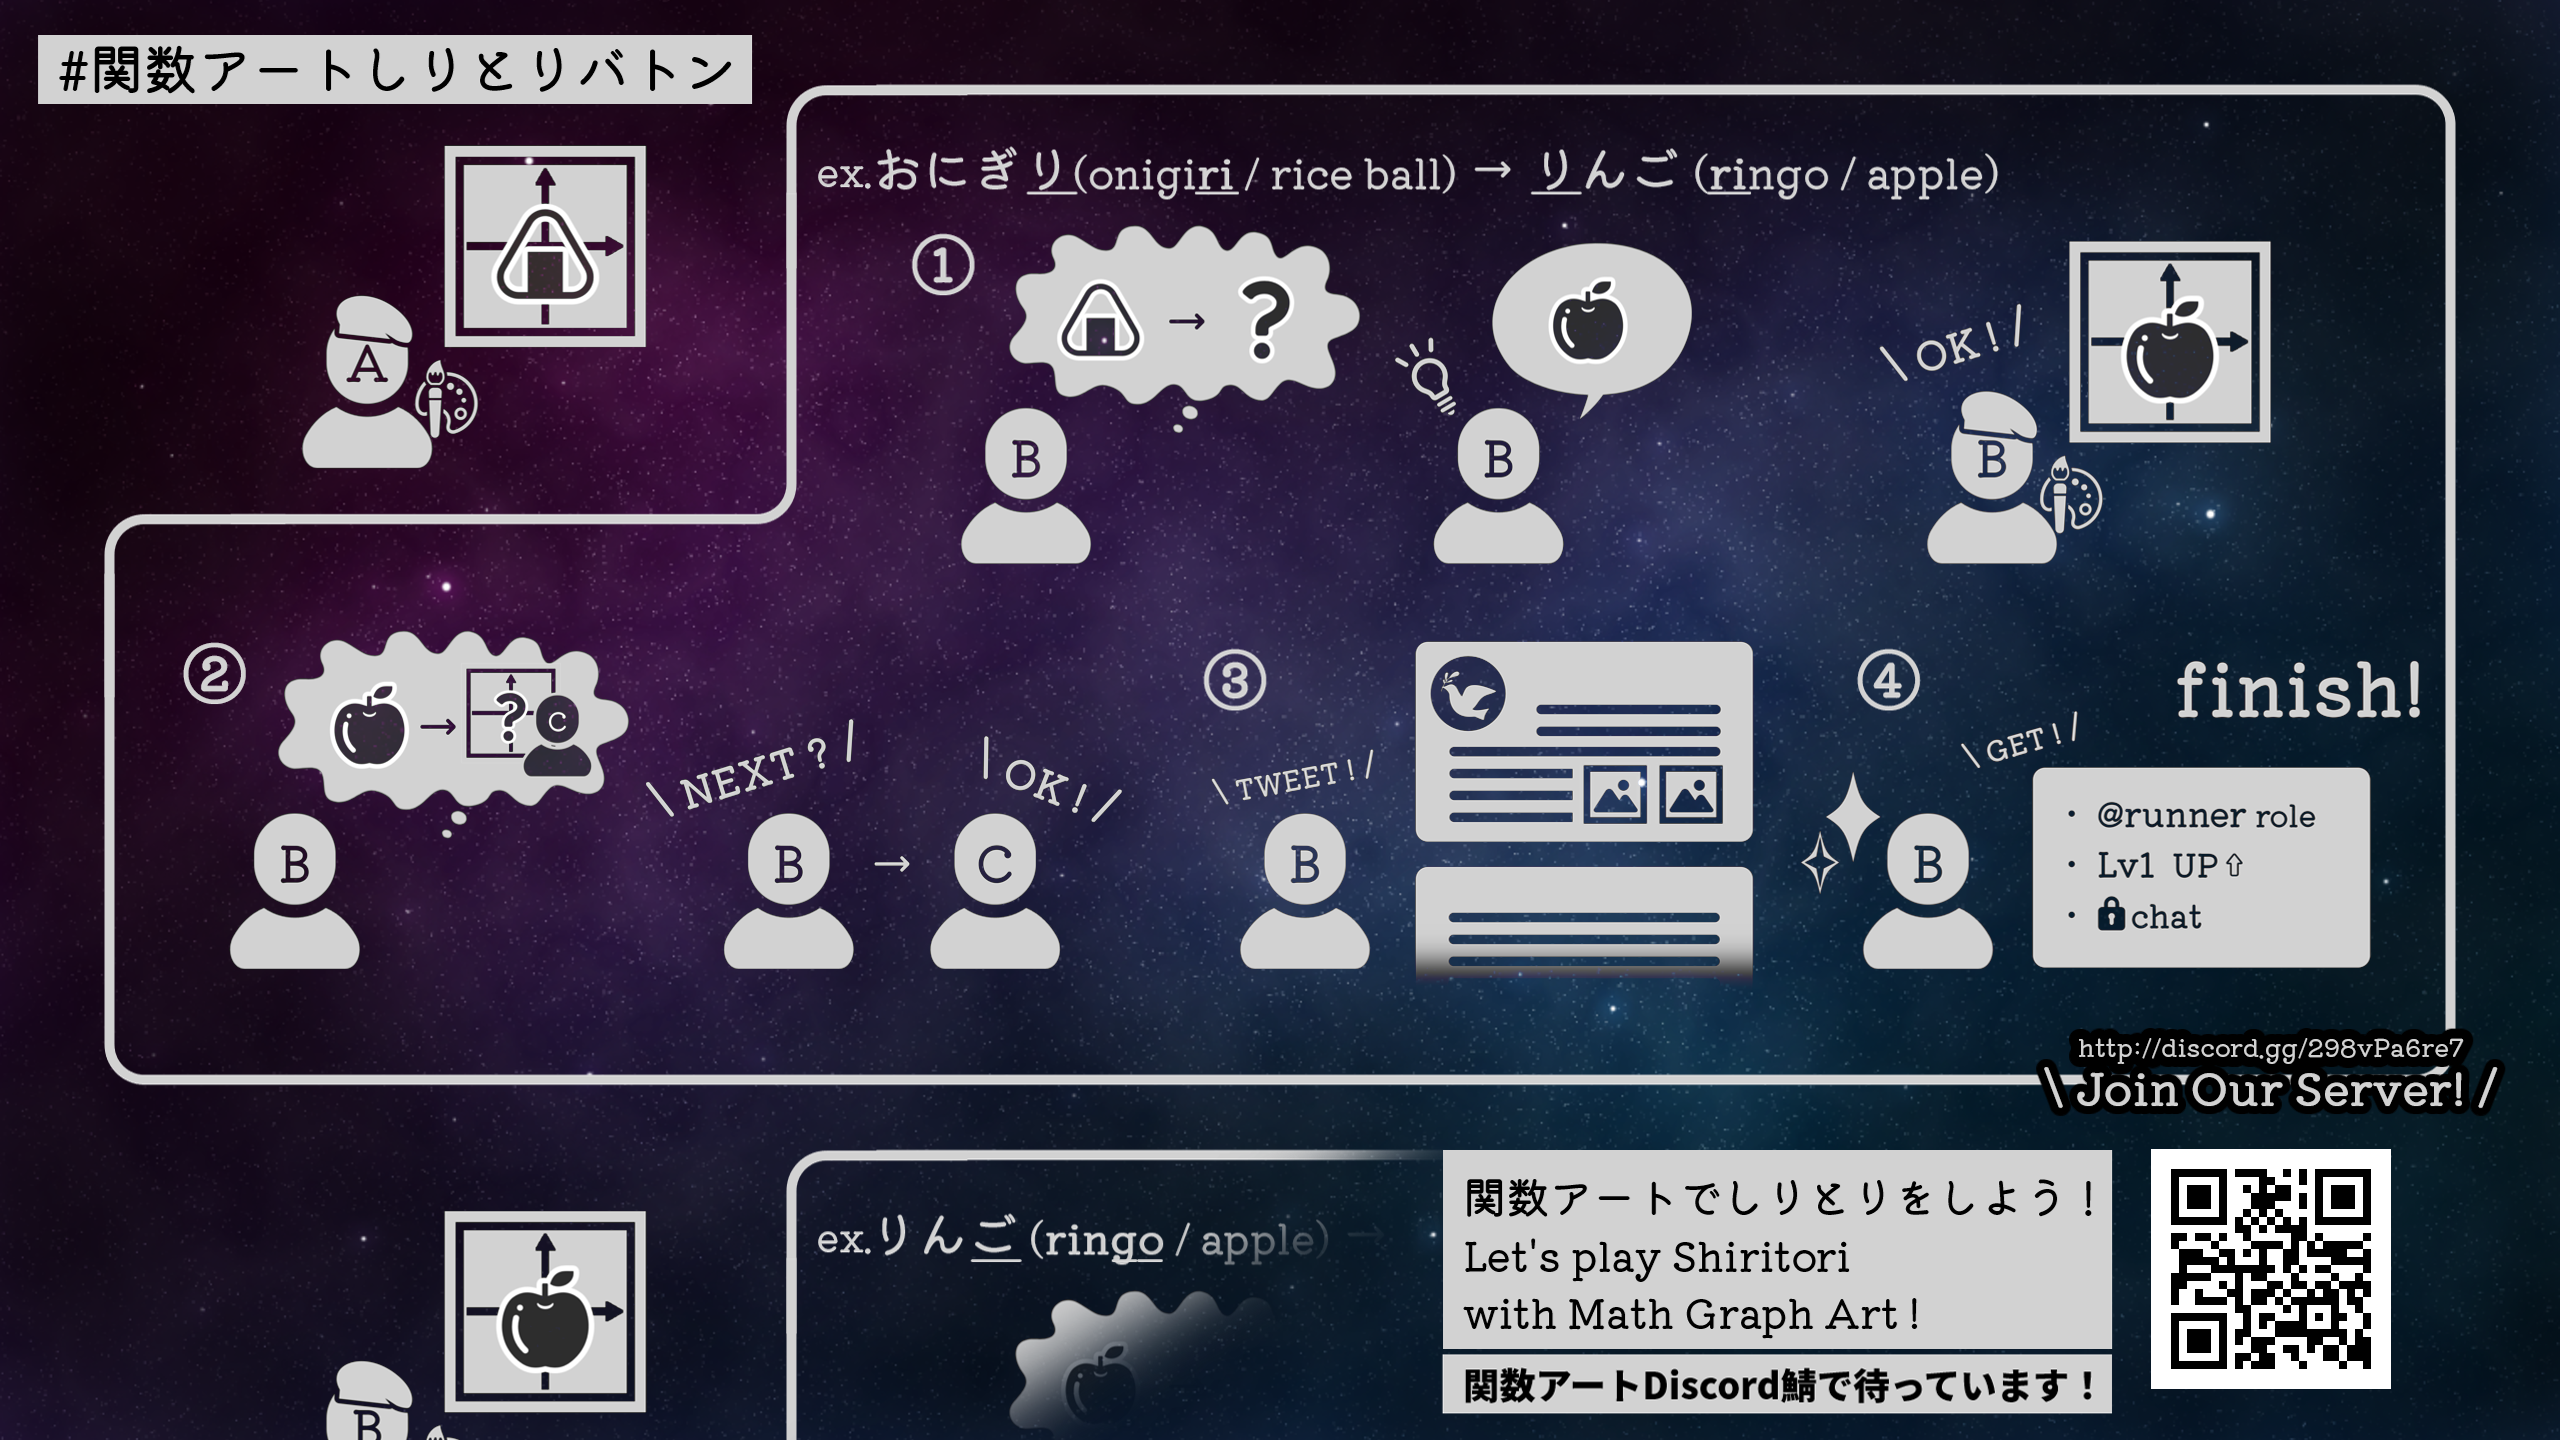 #関数アートしりとりバトン
A
ex.おにぎり(onigiri / rice ball) → りんご (ringo / apple)
①
→ ?
B
B
\ OK! /
B
②
→ ? C
B
\ NEXT? /
B
→
\ OK! /
C
③
\ TWEET! /
B
④
finish!
\ GET! /
B
・ @runner role
・ Lv1 UP⇧
・ 🔒chat
http://discord.gg/298vPa6re7
\ Join Our Server! /
B
ex.りんご (ringo / apple) →
関数アートでしりとりをしよう!
Let's play Shiritori
with Math Graph Art !
関数アートDiscord鯖で待っています!